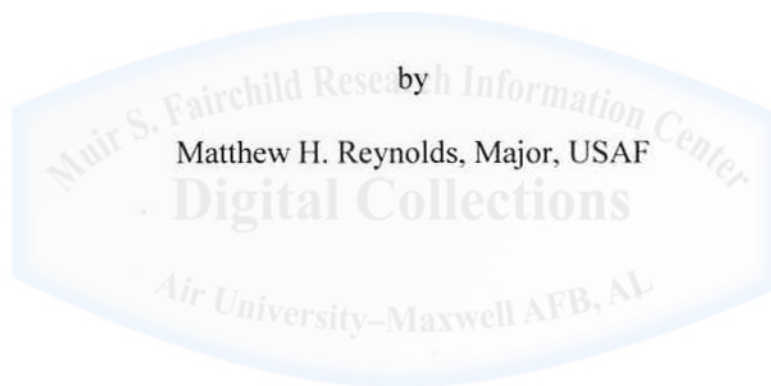 by
Muir S. Fairchild Research Information Center
Matthew H. Reynolds, Major, USAF
Digital Collections
Air University–Maxwell AFB, AL